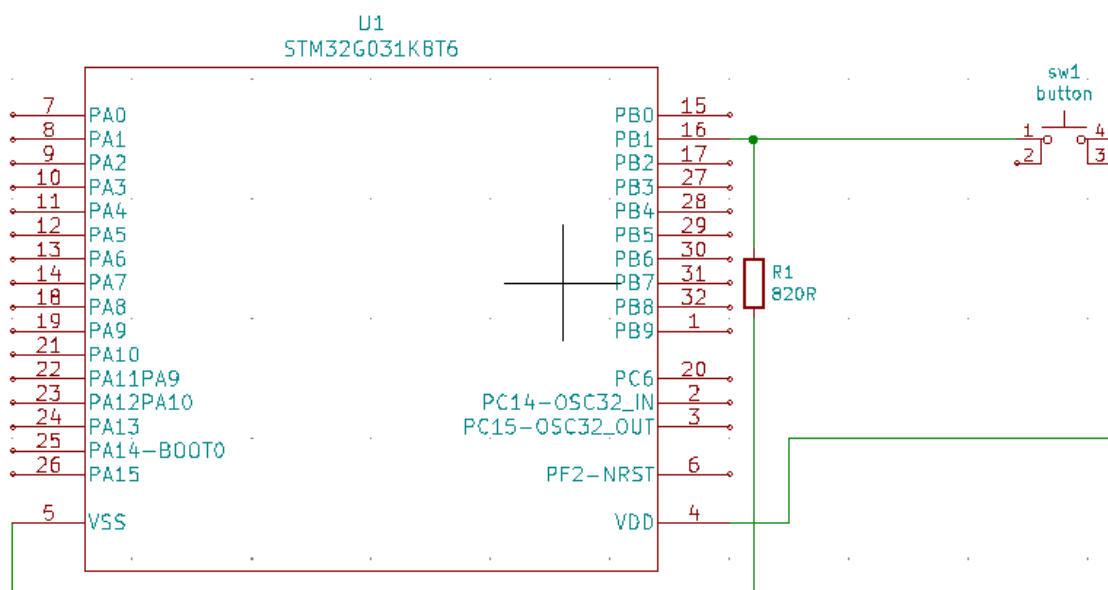 U1
STM32G031K8T6
sw1
button
7 PA0
8 PA1
9 PA2
10 PA3
11 PA4
12 PA5
13 PA6
14 PA7
18 PA8
19 PA9
21 PA10
22 PA11PA9
23 PA12PA10
24 PA13
25 PA14-BOOT0
26 PA15
5 VSS
PB0 15
PB1 16
PB2 17
PB3 27
PB4 28
PB5 29
PB6 30
PB7 31
PB8 32
PB9 1
PC6 20
PC14-OSC32_IN 2
PC15-OSC32_OUT 3
PF2-NRST 6
VDD 4
1 4
2 3
R1
820R